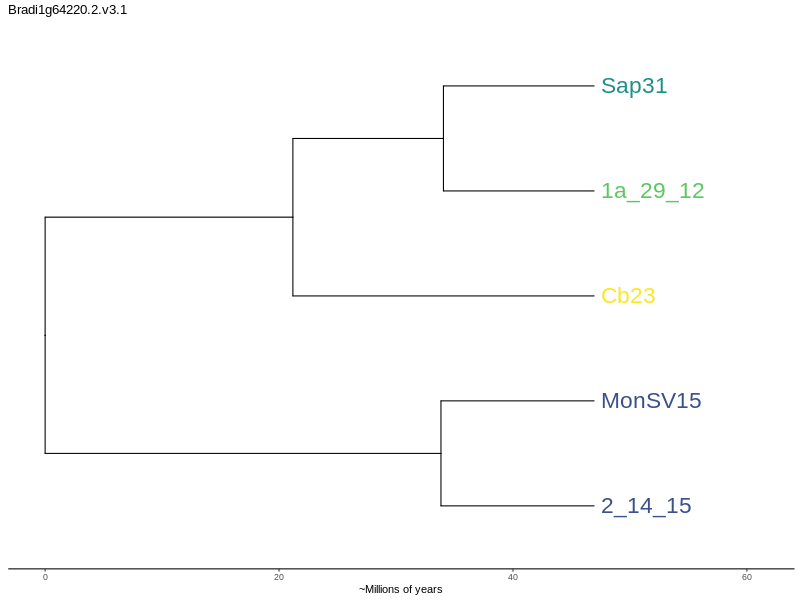 Bradi1g64220.2.v3.1
Sap31
1a_29_12
Cb23
MonSV15
2_14_15
0 20 40 60
~Millions of years